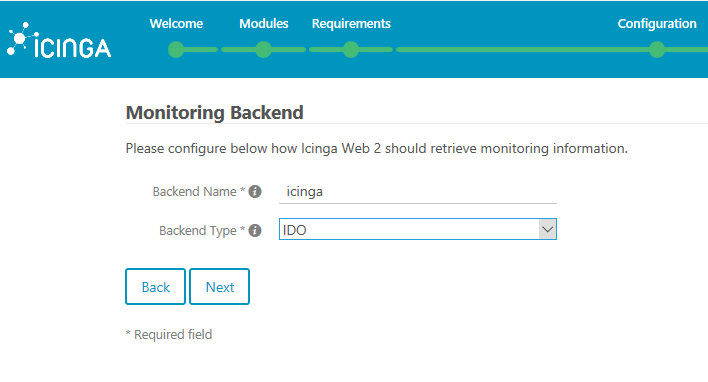 Welcome Modules Requirements Configuration
ICINGA
Monitoring Backend
Please configure below how Icinga Web 2 should retrieve monitoring information.
Backend Name * icinga
Backend Type * IDO
Back Next
* Required field